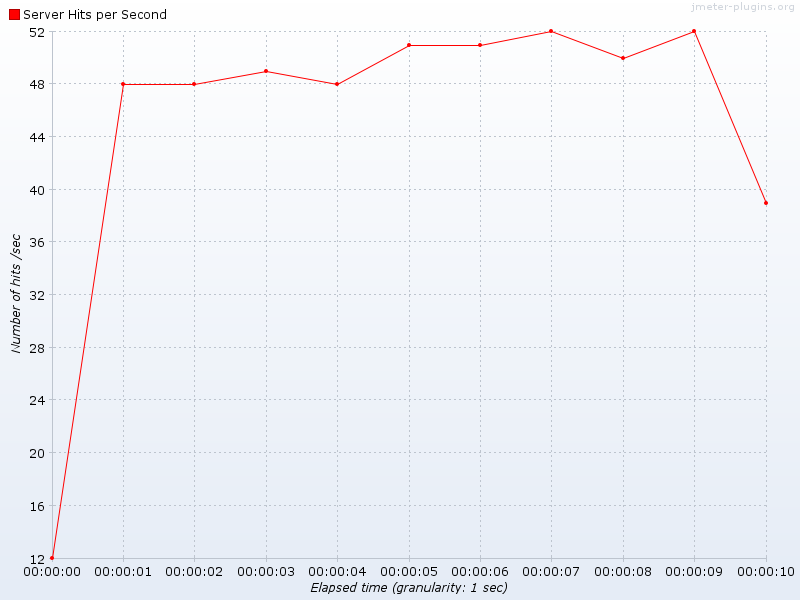 jmeter-plugins.org
Server Hits per Second
52
48
44
40
36
32
28
24
20
16
12
Number of hits /sec
00:00:00 00:00:01 00:00:02 00:00:03 00:00:04 00:00:05 00:00:06 00:00:07 00:00:08 00:00:09 00:00:10
Elapsed time (granularity: 1 sec)